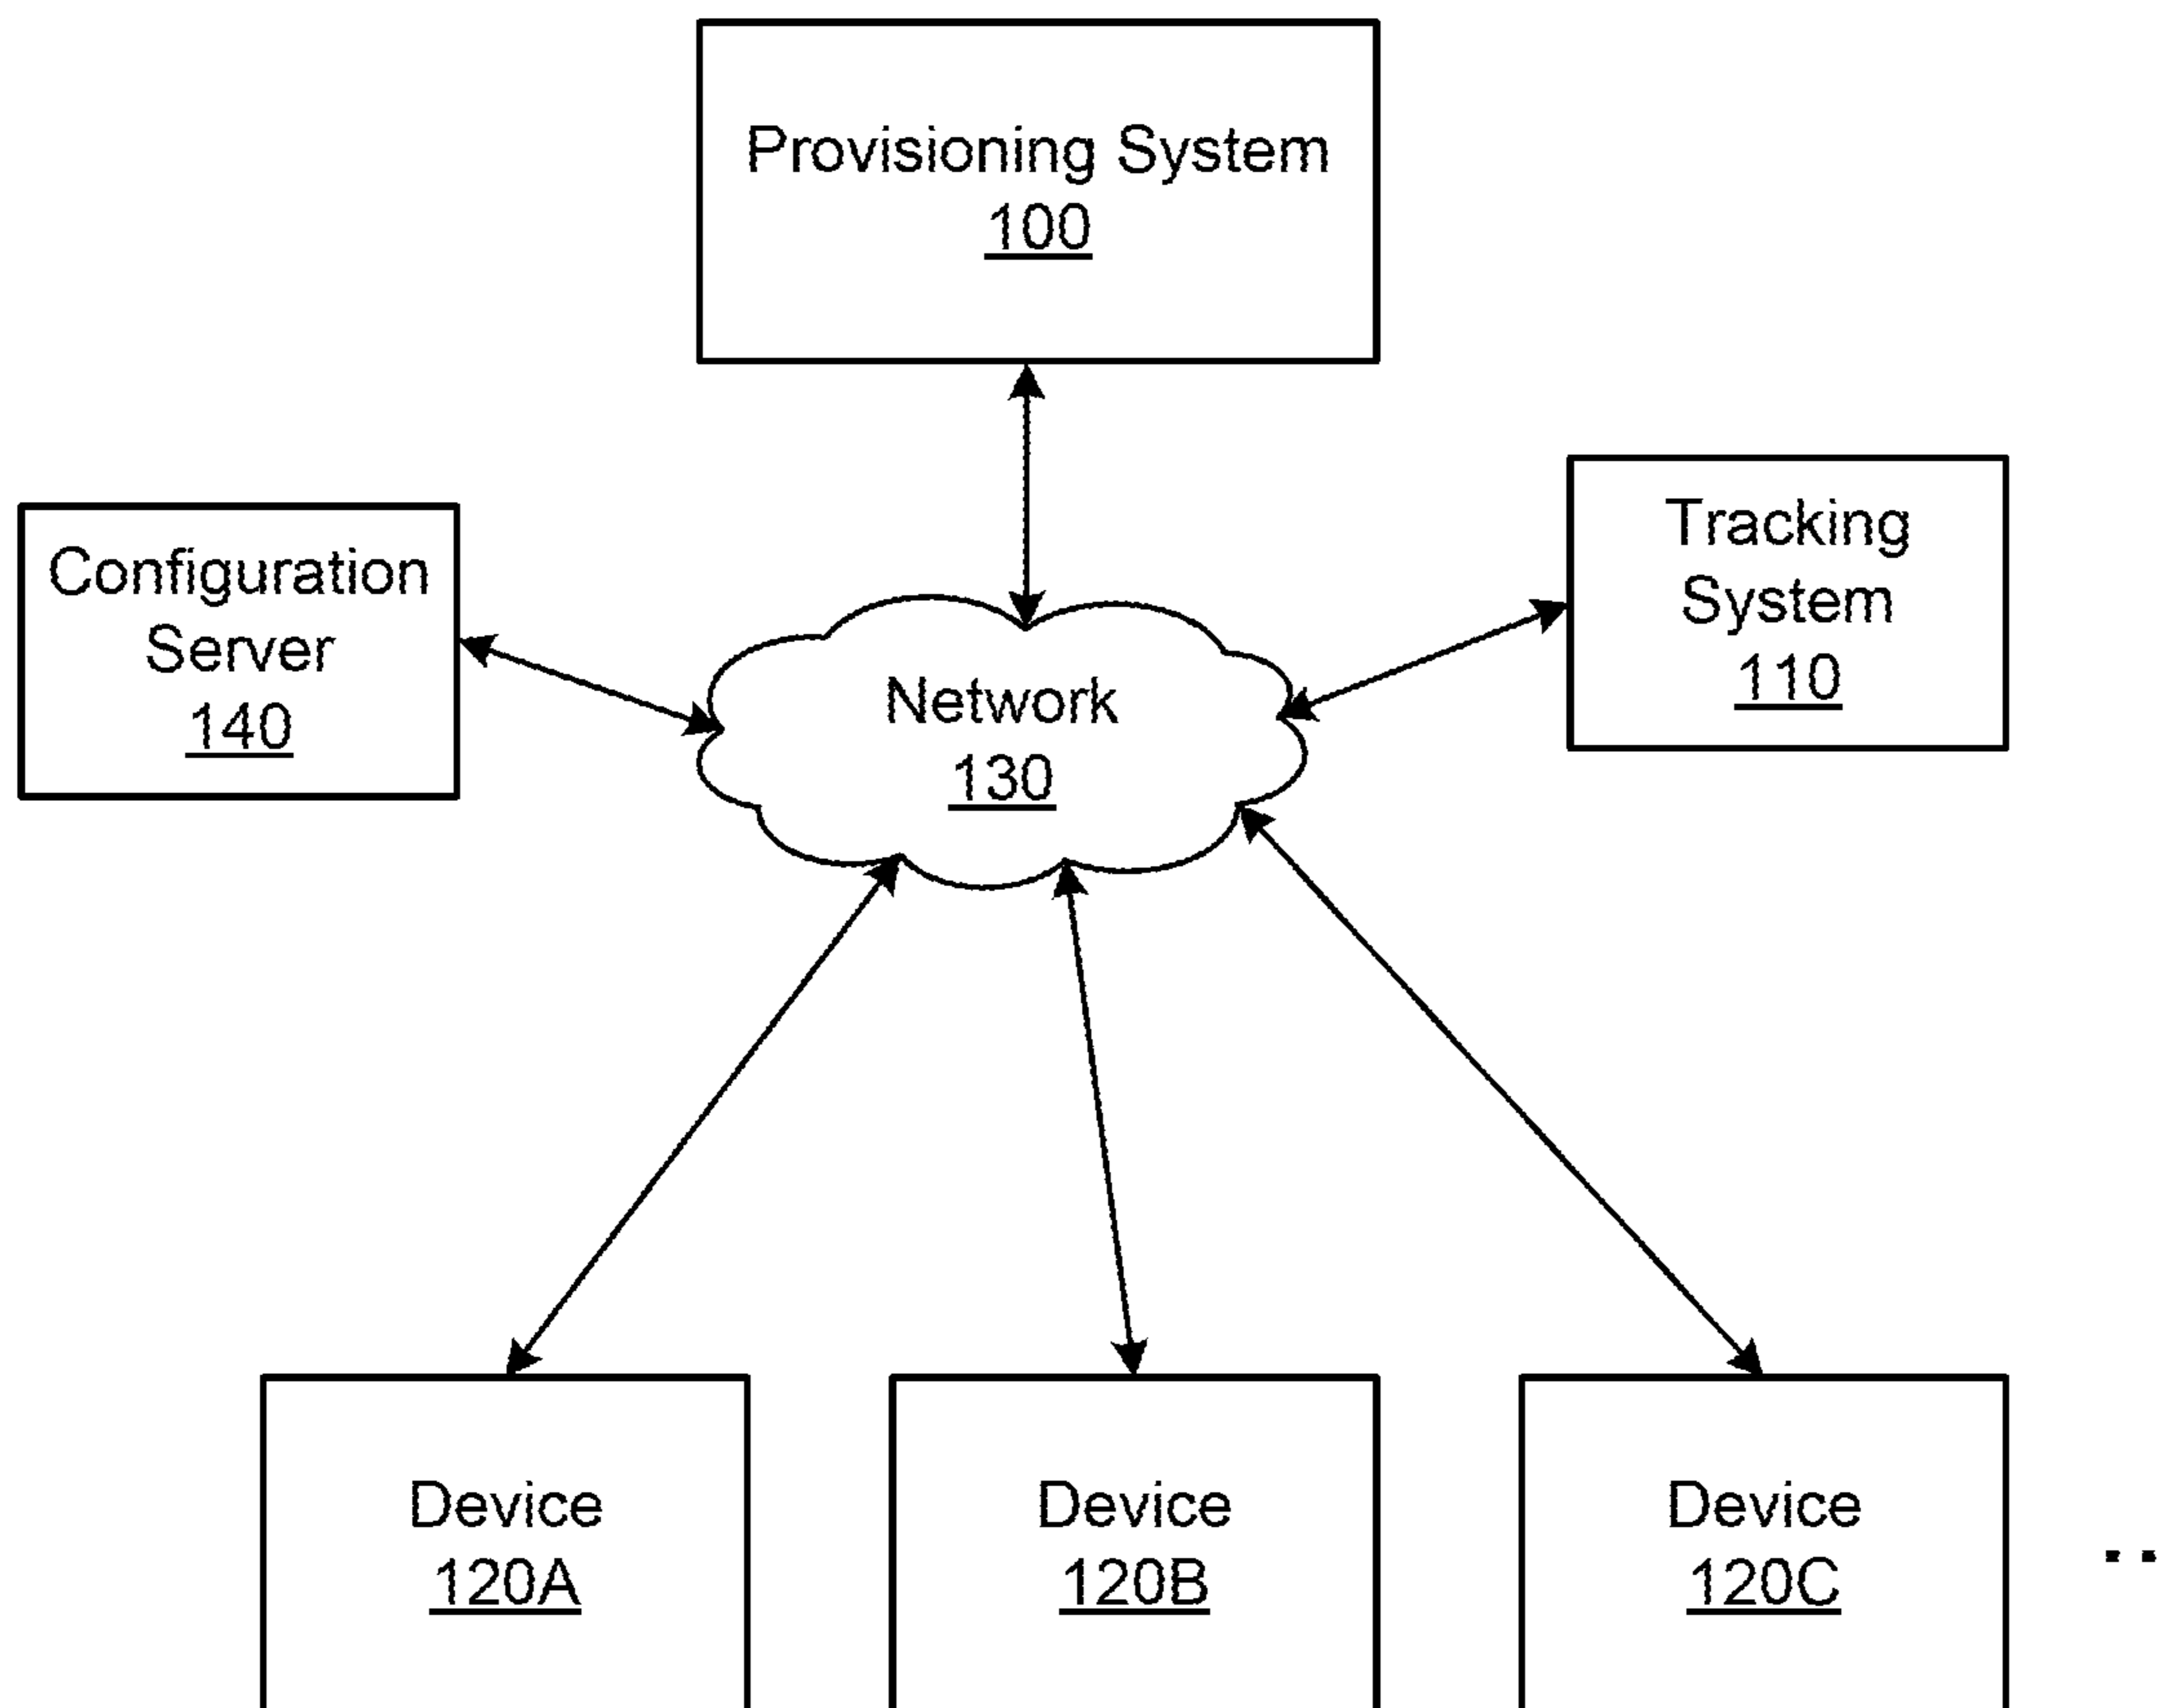 Provisioning System
100
Tracking
System
110
Configuration
Server
140
Network
130
Device
120A
Device
120B
Device
120C